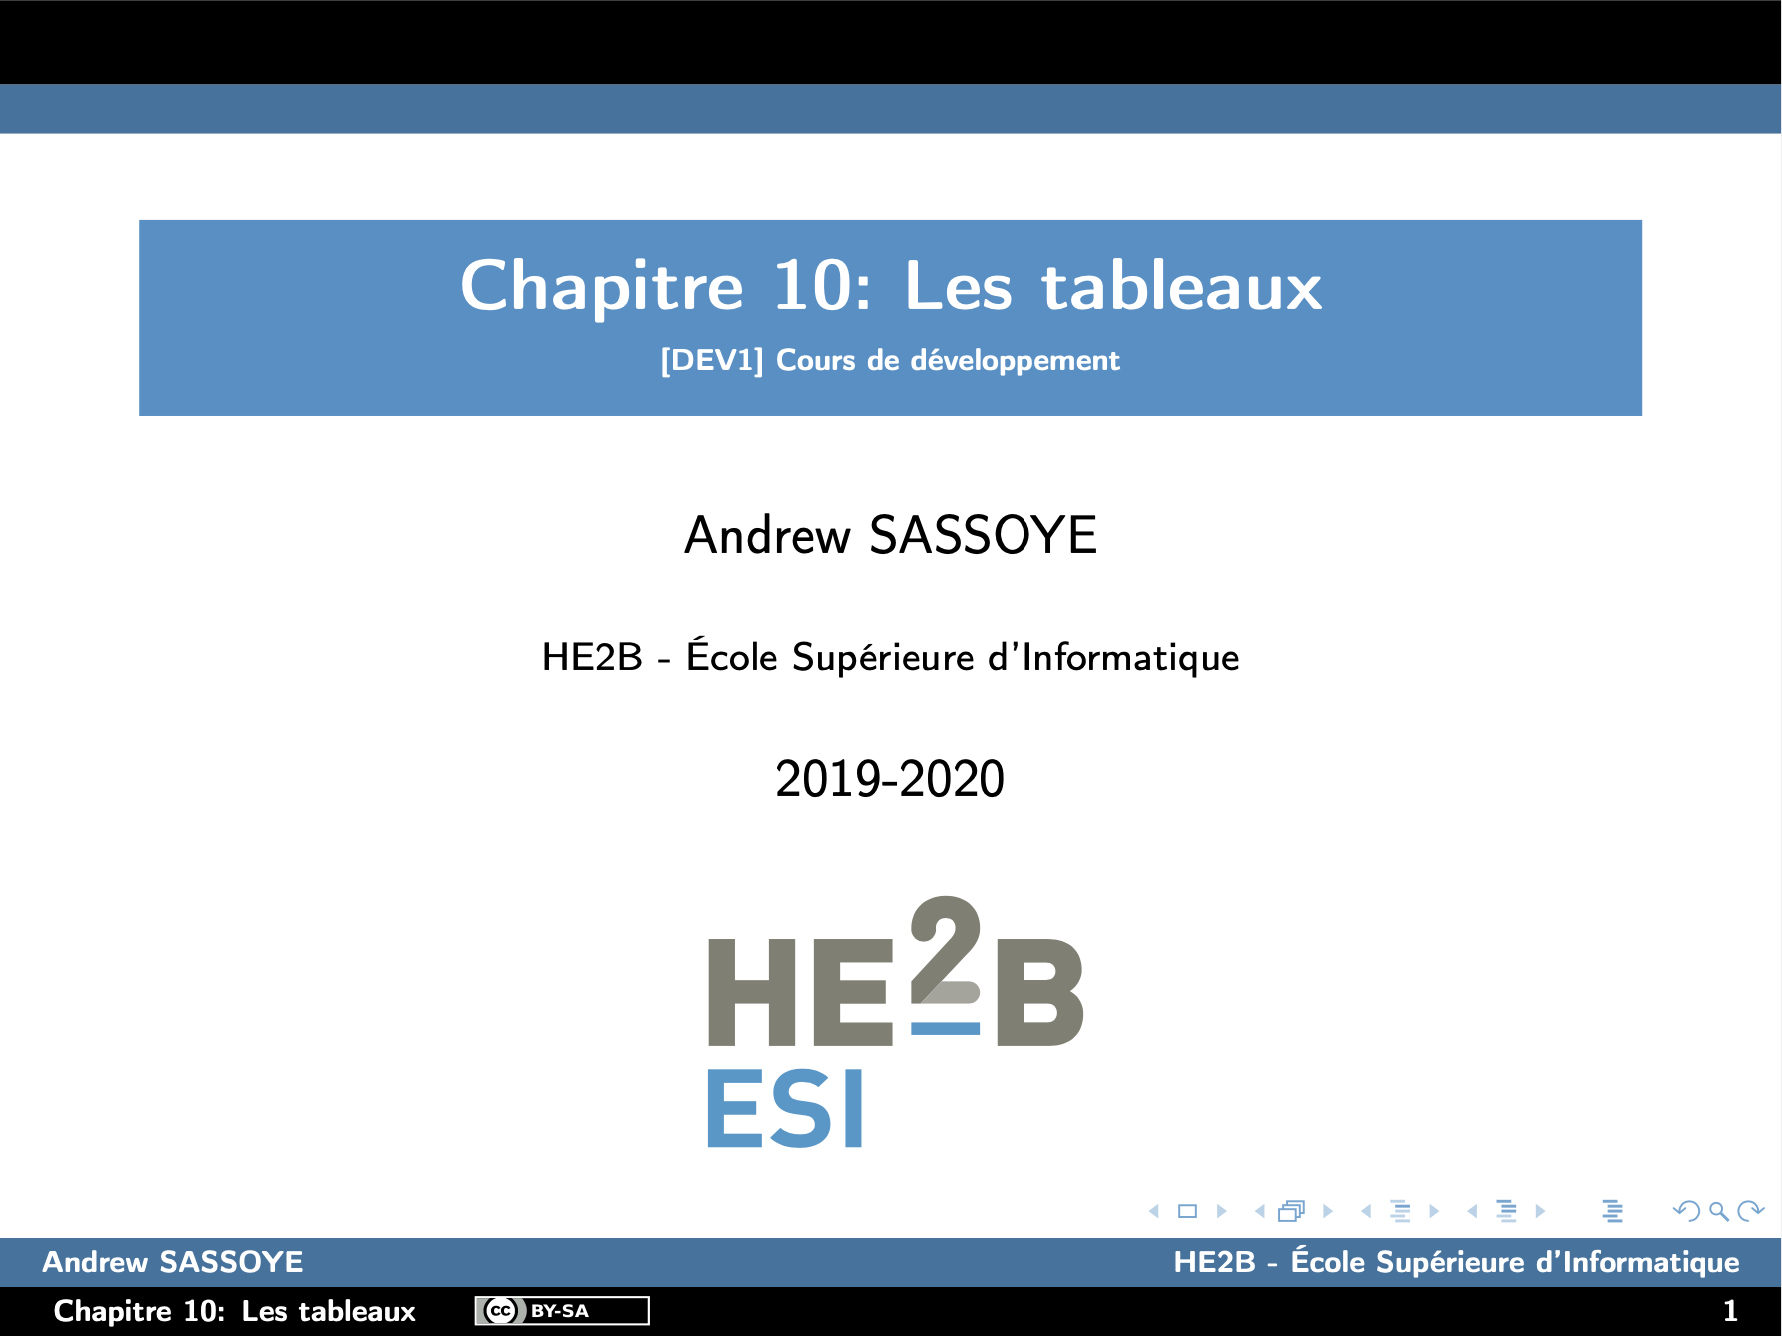 Chapitre 10: Les tableaux
[DEV1] Cours de développement
Andrew SASSOYE
HE2B - École Supérieure d'Informatique
2019-2020
HE2B
ESI
Andrew SASSOYE
HE2B - École Supérieure d'Informatique
Chapitre 10: Les tableaux
cc BY-SA
1